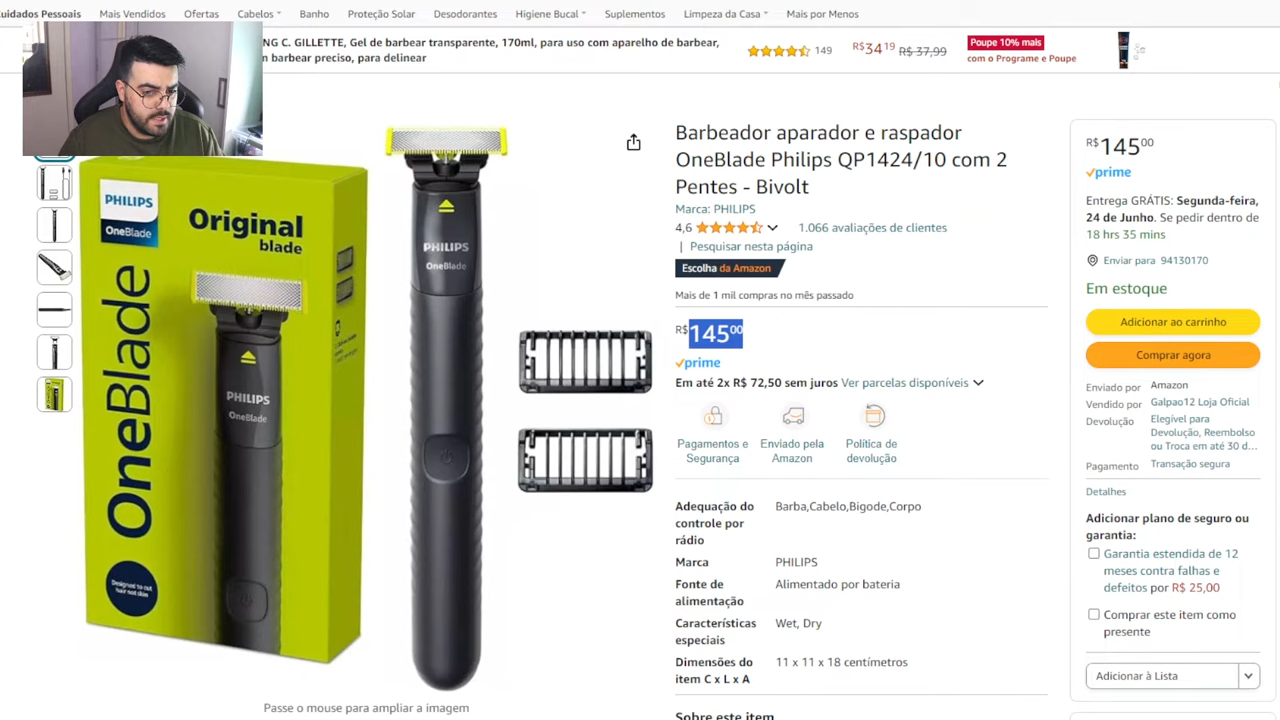 uidados Pessoais Mais Vendidos Ofertas Cabelos Banho Proteção Solar Desodorantes Higiene Bucal Suplementos Limpeza da Casa Mais por Menos
NG C. GILLETTE, Gel de barbear transparente, 170ml, para uso com aparelho de barbear,
n barbear preciso, para delinear
149
R$34 19 R$ 37,99
Poupe 10% mais
com o Programe e Poupe
PHILIPS
OneBlade
Original
blade
OneBlade
PHILIPS
OneBlade
Designed to cut
hair not skin
PHILIPS
OneBlade
Passe o mouse para ampliar a imagem
Barbeador aparador e raspador
OneBlade Philips QP1424/10 com 2
Pentes - Bivolt
Marca: PHILIPS
4,6 1.066 avaliações de clientes
| Pesquisar nesta página
Escolha da Amazon
Mais de 1 mil compras no mês passado
R$145 00
prime
Em até 2x R$ 72,50 sem juros Ver parcelas disponíveis
Pagamentos e
Segurança
Enviado pela
Amazon
Política de
devolução
Adequação do
controle por
rádio
Barba,Cabelo,Bigode,Corpo
Marca
PHILIPS
Fonte de
alimentação
Alimentado por bateria
Características
especiais
Wet, Dry
Dimensões do
item C x L x A
11 x 11 x 18 centímetros
Sobre este item
R$145 00
prime
Entrega GRÁTIS: Segunda-feira,
24 de Junho. Se pedir dentro de
18 hrs 35 mins
Enviar para 94130170
Em estoque
Adicionar ao carrinho
Comprar agora
Enviado por Amazon
Vendido por Galpao12 Loja Oficial
Devolução Elegível para
Devolução, Reembolso
ou Troca em até 30 d...
Pagamento Transação segura
Detalhes
Adicionar plano de seguro ou
garantia:
Garantia estendida de 12
meses contra falhas e
defeitos por R$ 25,00
Comprar este item como
presente
Adicionar à Lista